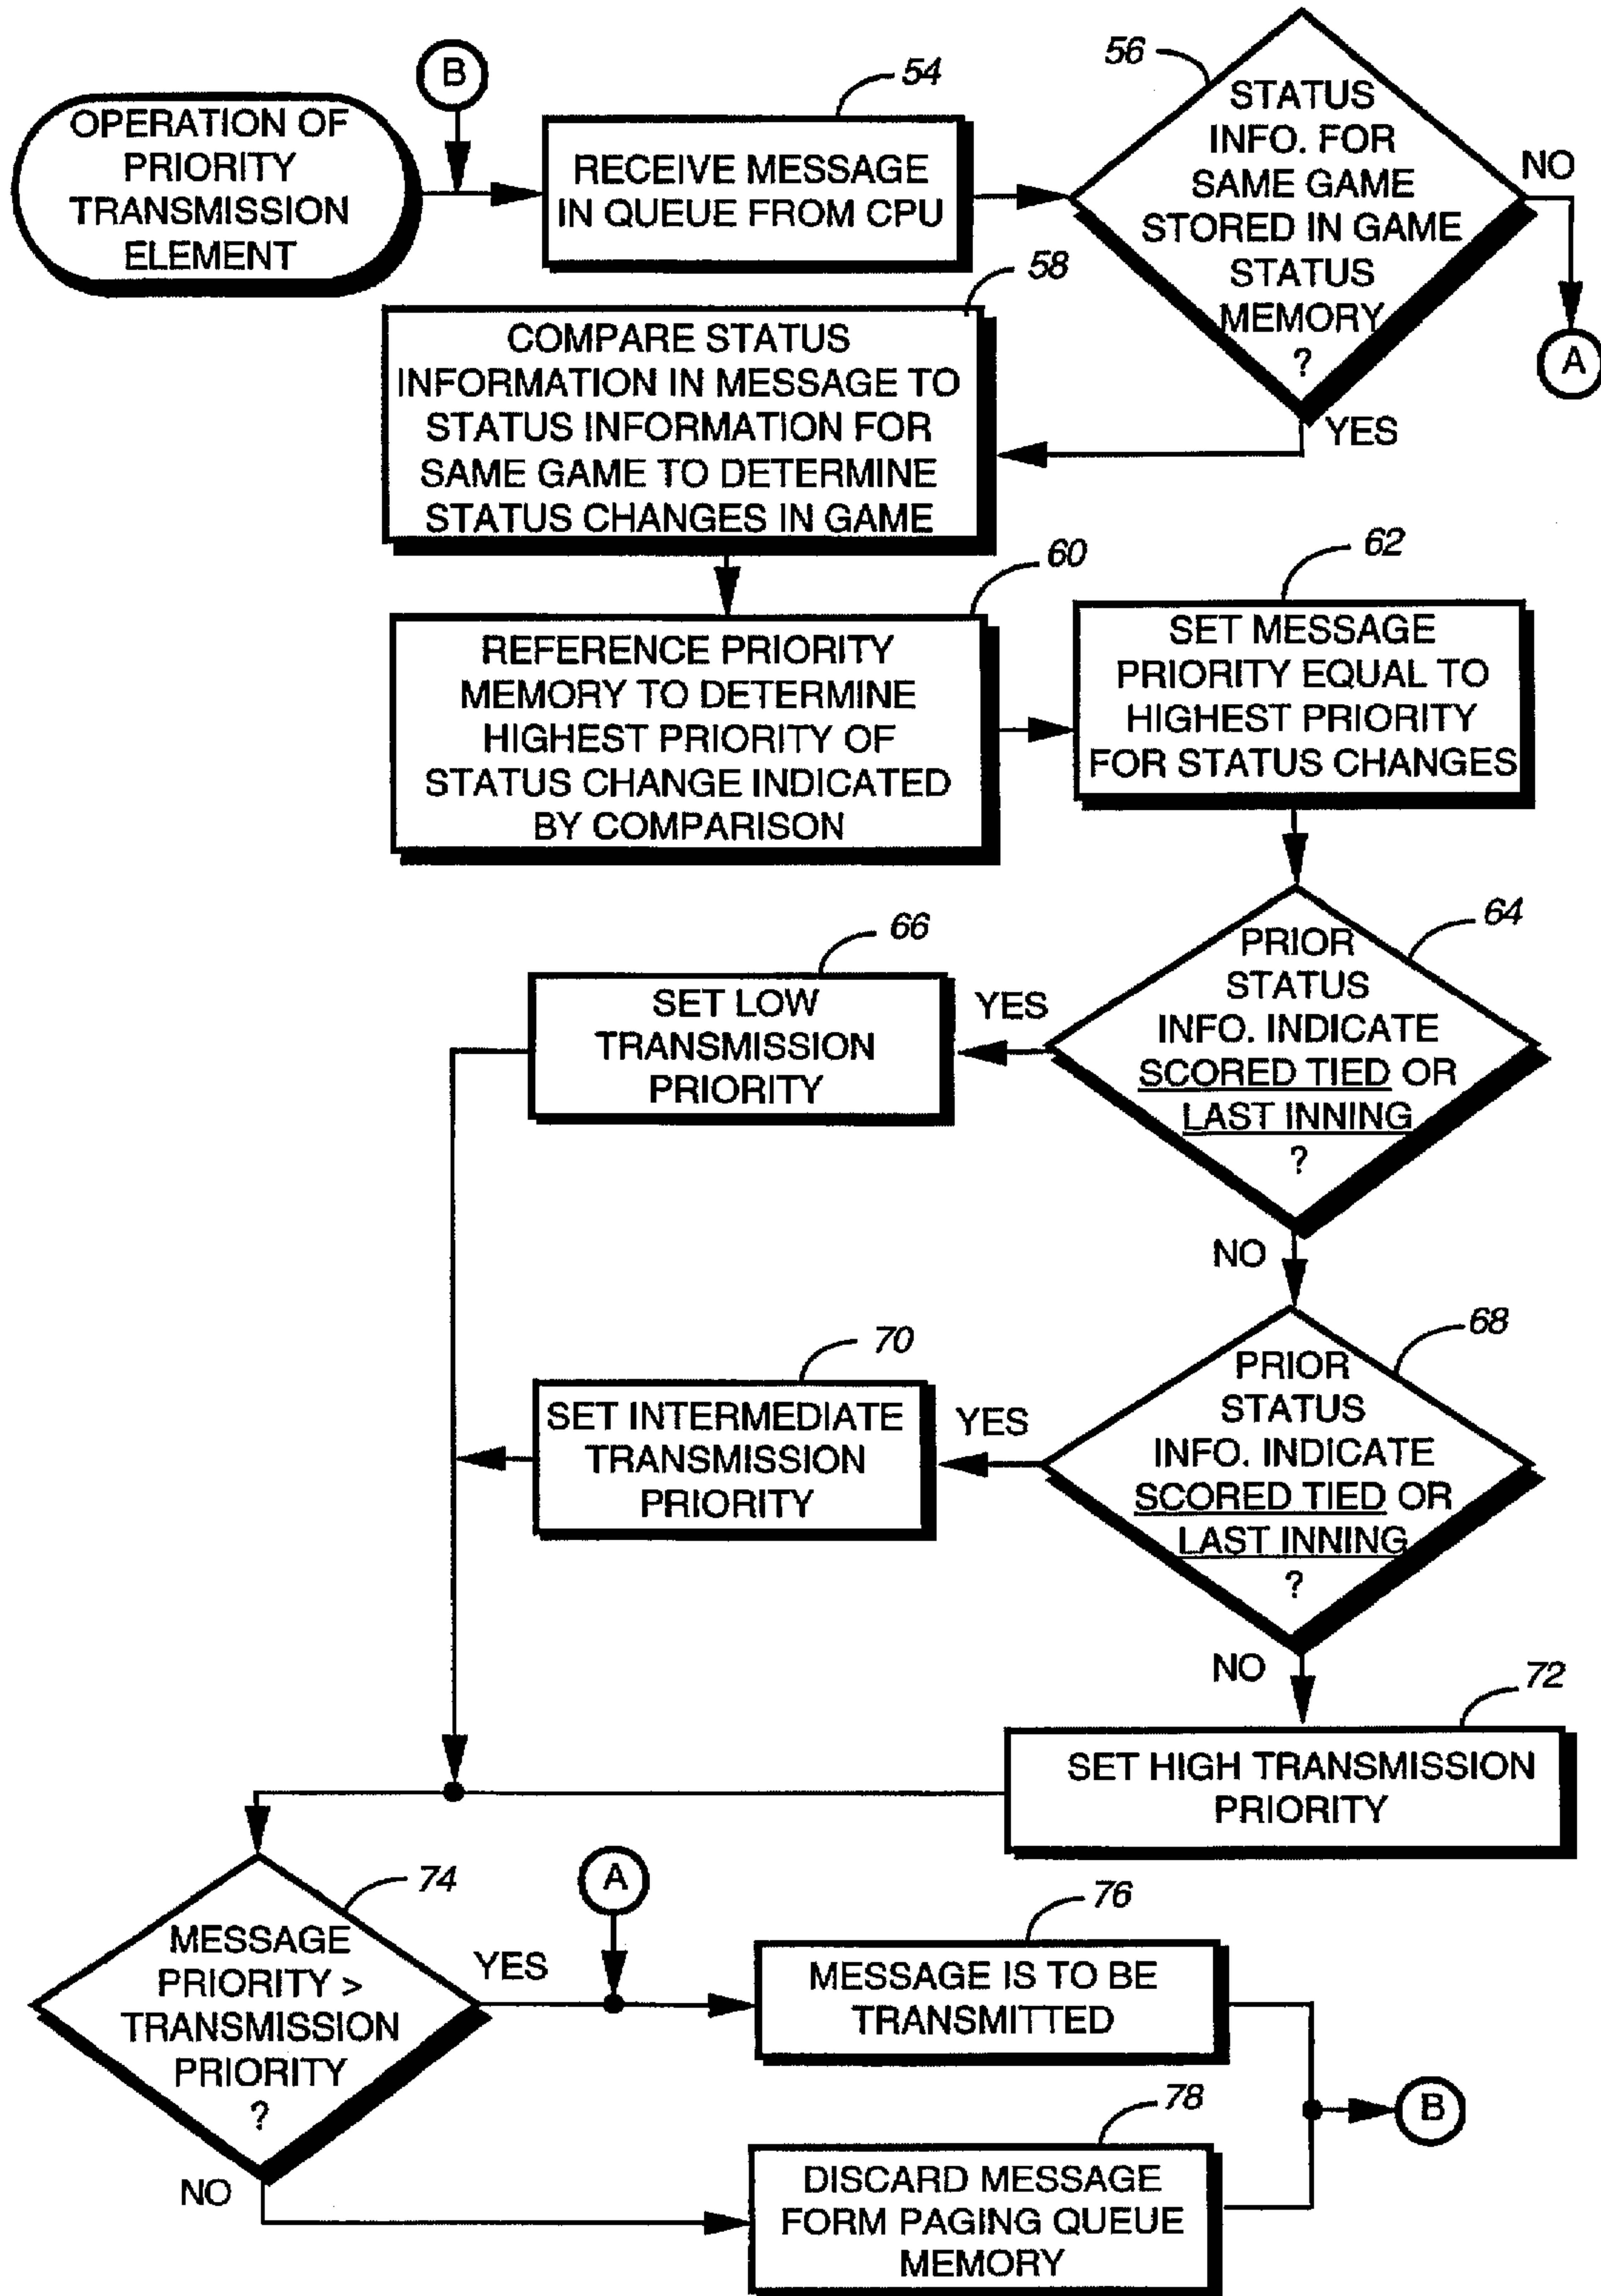 B
OPERATION OF
PRIORITY
TRANSMISSION
ELEMENT
54
RECEIVE MESSAGE
IN QUEUE FROM CPU
56
STATUS
INFO. FOR
SAME GAME
STORED IN GAME
STATUS
MEMORY
?
NO
A
YES
58
COMPARE STATUS
INFORMATION IN MESSAGE TO
STATUS INFORMATION FOR
SAME GAME TO DETERMINE
STATUS CHANGES IN GAME
60
REFERENCE PRIORITY
MEMORY TO DETERMINE
HIGHEST PRIORITY OF
STATUS CHANGE INDICATED
BY COMPARISON
62
SET MESSAGE
PRIORITY EQUAL TO
HIGHEST PRIORITY
FOR STATUS CHANGES
64
PRIOR
STATUS
INFO. INDICATE
SCORED TIED OR
LAST INNING
?
YES
66
SET LOW
TRANSMISSION
PRIORITY
NO
68
PRIOR
STATUS
INFO. INDICATE
SCORED TIED OR
LAST INNING
?
YES
70
SET INTERMEDIATE
TRANSMISSION
PRIORITY
NO
72
SET HIGH TRANSMISSION
PRIORITY
74
MESSAGE
PRIORITY >
TRANSMISSION
PRIORITY
?
YES
A
76
MESSAGE IS TO BE
TRANSMITTED
NO
78
DISCARD MESSAGE
FORM PAGING QUEUE
MEMORY
B